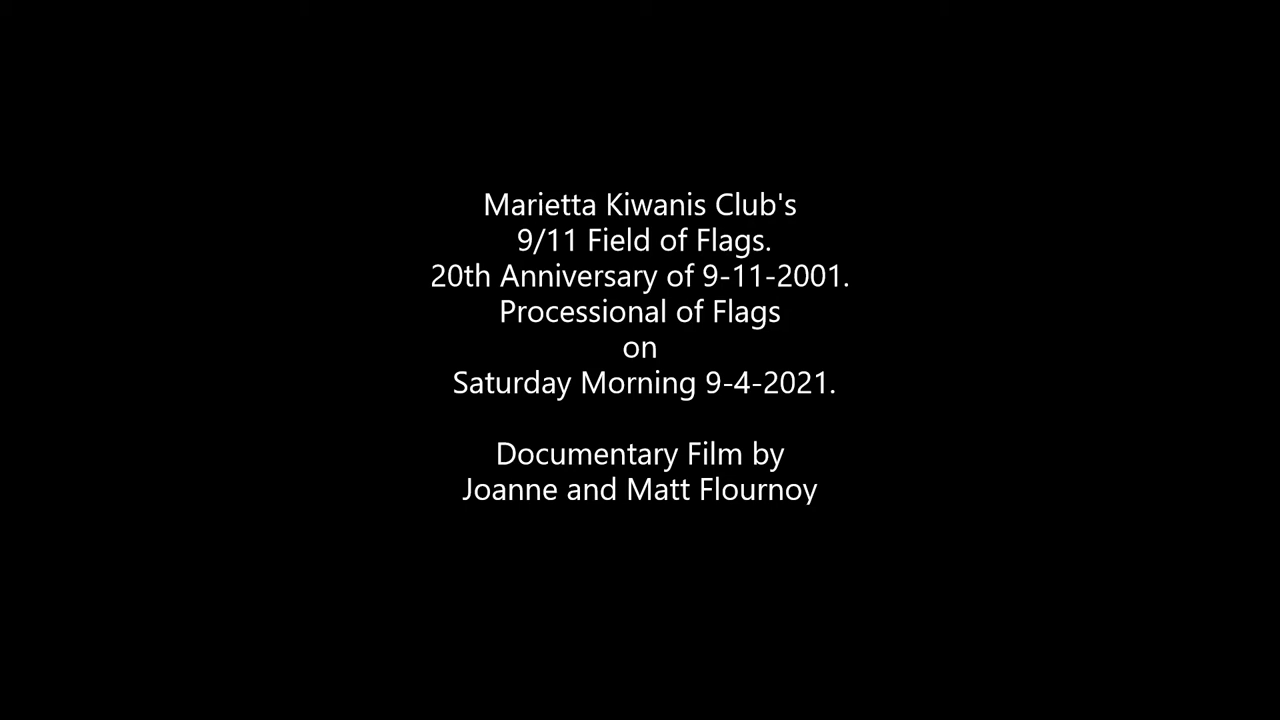 Marietta Kiwanis Club's
9/11 Field of Flags.
20th Anniversary of 9-11-2001.
Processional of Flags
on
Saturday Morning 9-4-2021.
Documentary Film by
Joanne and Matt Flournoy